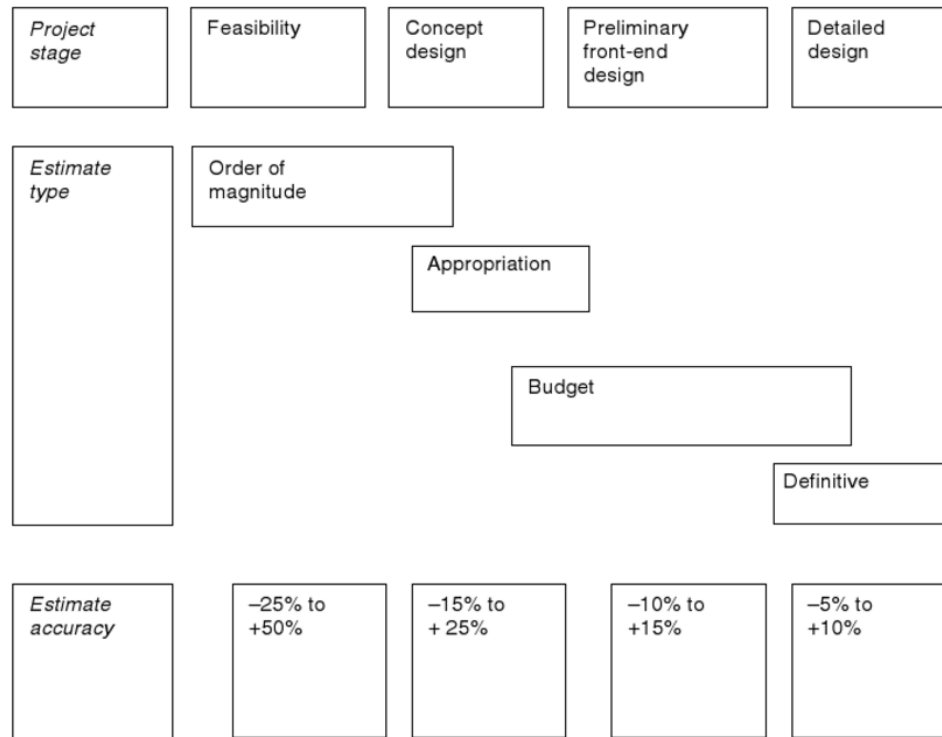 Project
stage
Feasibility
Concept
design
Preliminary
front-end
design
Detailed
design
Estimate
type
Order of
magnitude
Appropriation
Budget
Definitive
Estimate
accuracy
–25% to
+50%
–15% to
+ 25%
–10% to
+15%
–5% to
+10%